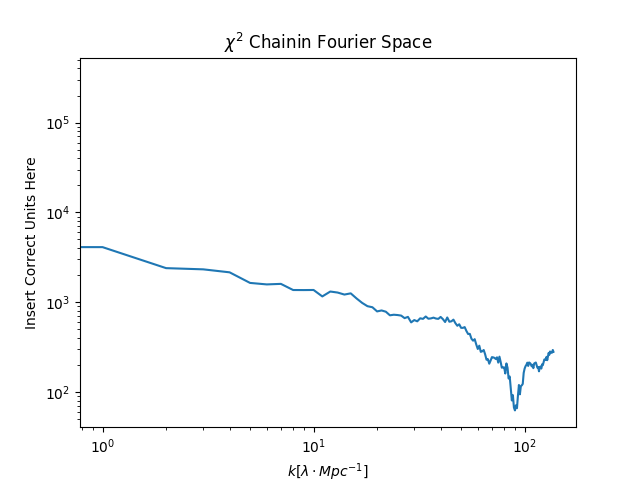 χ² Chainin Fourier Space
Insert Correct Units Here
10⁵
10⁴
10³
10²
10⁰ 10¹ 10²
k[λ · Mpc⁻¹]